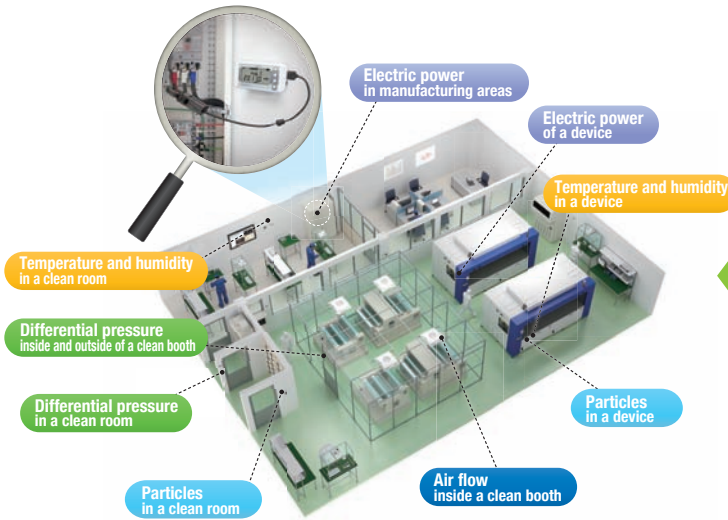 Electric power
in manufacturing areas
Electric power
of a device
Temperature and humidity
in a device
Temperature and humidity
in a clean room
Differential pressure
inside and outside of a clean booth
Differential pressure
in a clean room
Particles
in a device
Particles
in a clean room
Air flow
inside a clean booth